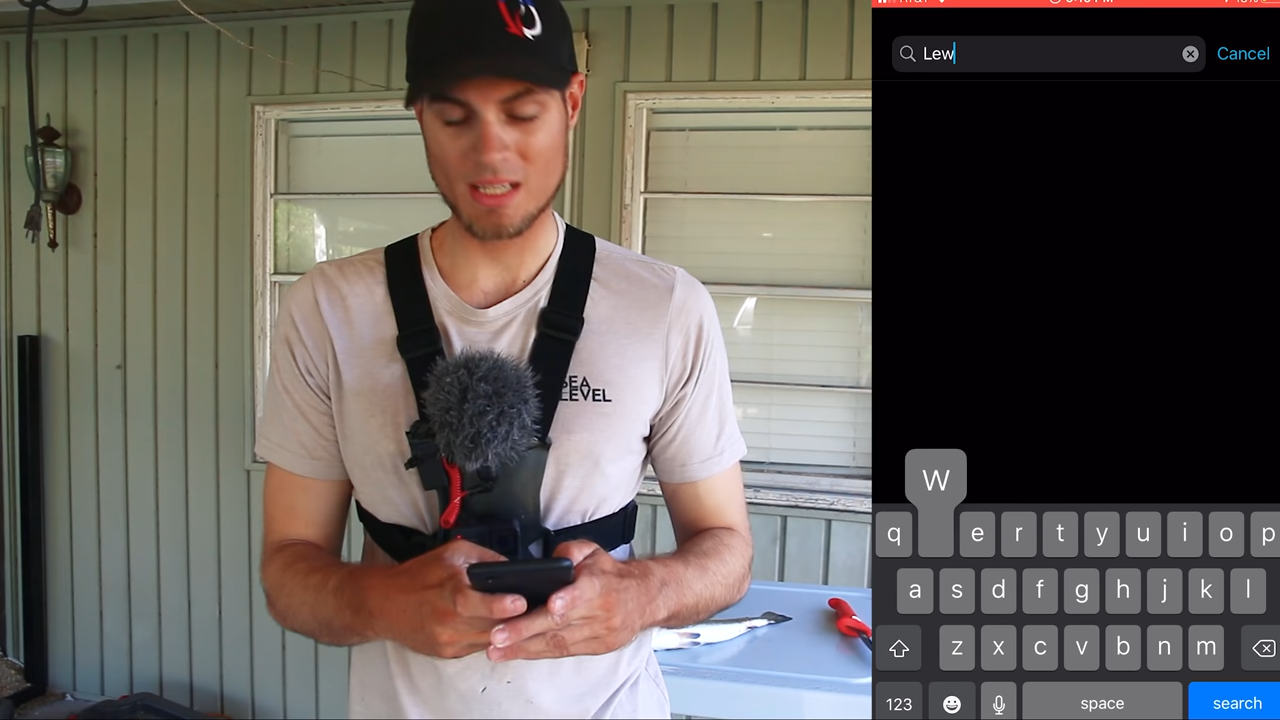 Lew
Cancel
SEA
LEVEL
W
q e r t y u i o p
a s d f g h j k l
z x c v b n m
123 space search